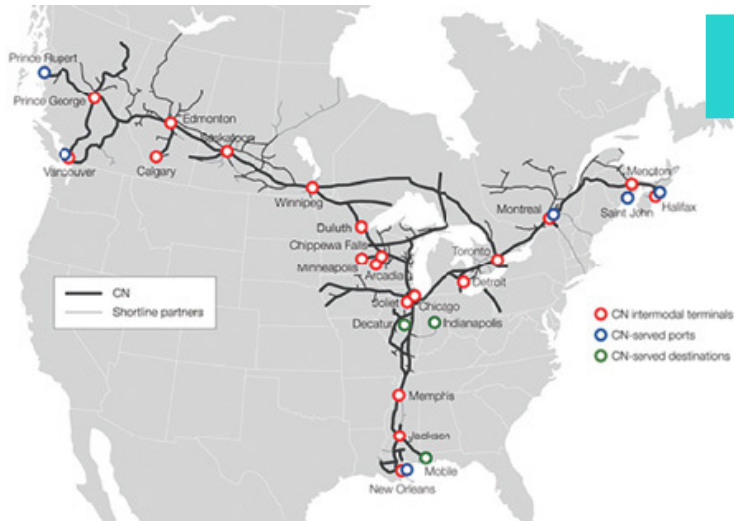 Prince Rupert
Prince George
Edmonton
Saskatoon
Vancouver
Calgary
Winnipeg
Duluth
Chippewa Falls
Minneapolis
Arcadia
Montreal
Moncton
Saint John
Halifax
Toronto
Detroit
Joliet
Chicago
Decatur
Indianapolis
Memphis
Jackson
Mobile
New Orleans
CN
Shortline partners
CN intermodal terminals
CN-served ports
CN-served destinations